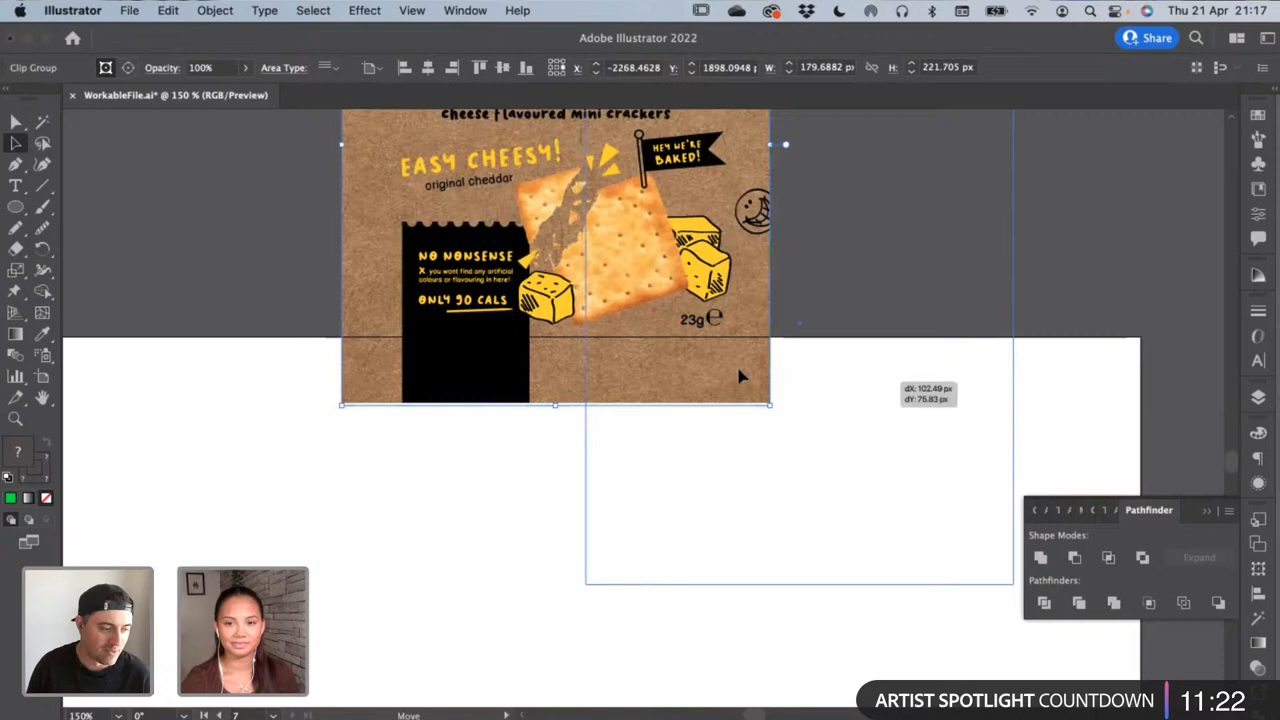 Illustrator File Edit Object Type Select Effect View Window Help
Thu 21 Apr 21:17
Adobe Illustrator 2022
Share
Clip Group
Opacity: 100%
Area Type:
X: -2268.4628
Y: 1898.0948 p
W: 179.6882 px
H: 221.705 px
× WorkableFile.ai* @ 150 % (RGB/Preview)
cheese flavoured mini crackers
HEY WE'RE
BAKED!
EASY CHEESY!
original cheddar
NO NONSENSE
X you wont find any artificial
colours or flavouring in here!
ONLY 90 CALS
23g℮
dX: 102.49 px
dY: 75.83 px
Pathfinder
Shape Modes:
Expand
Pathfinders:
ARTIST SPOTLIGHT COUNTDOWN 11:22
150% 0° 7 Move